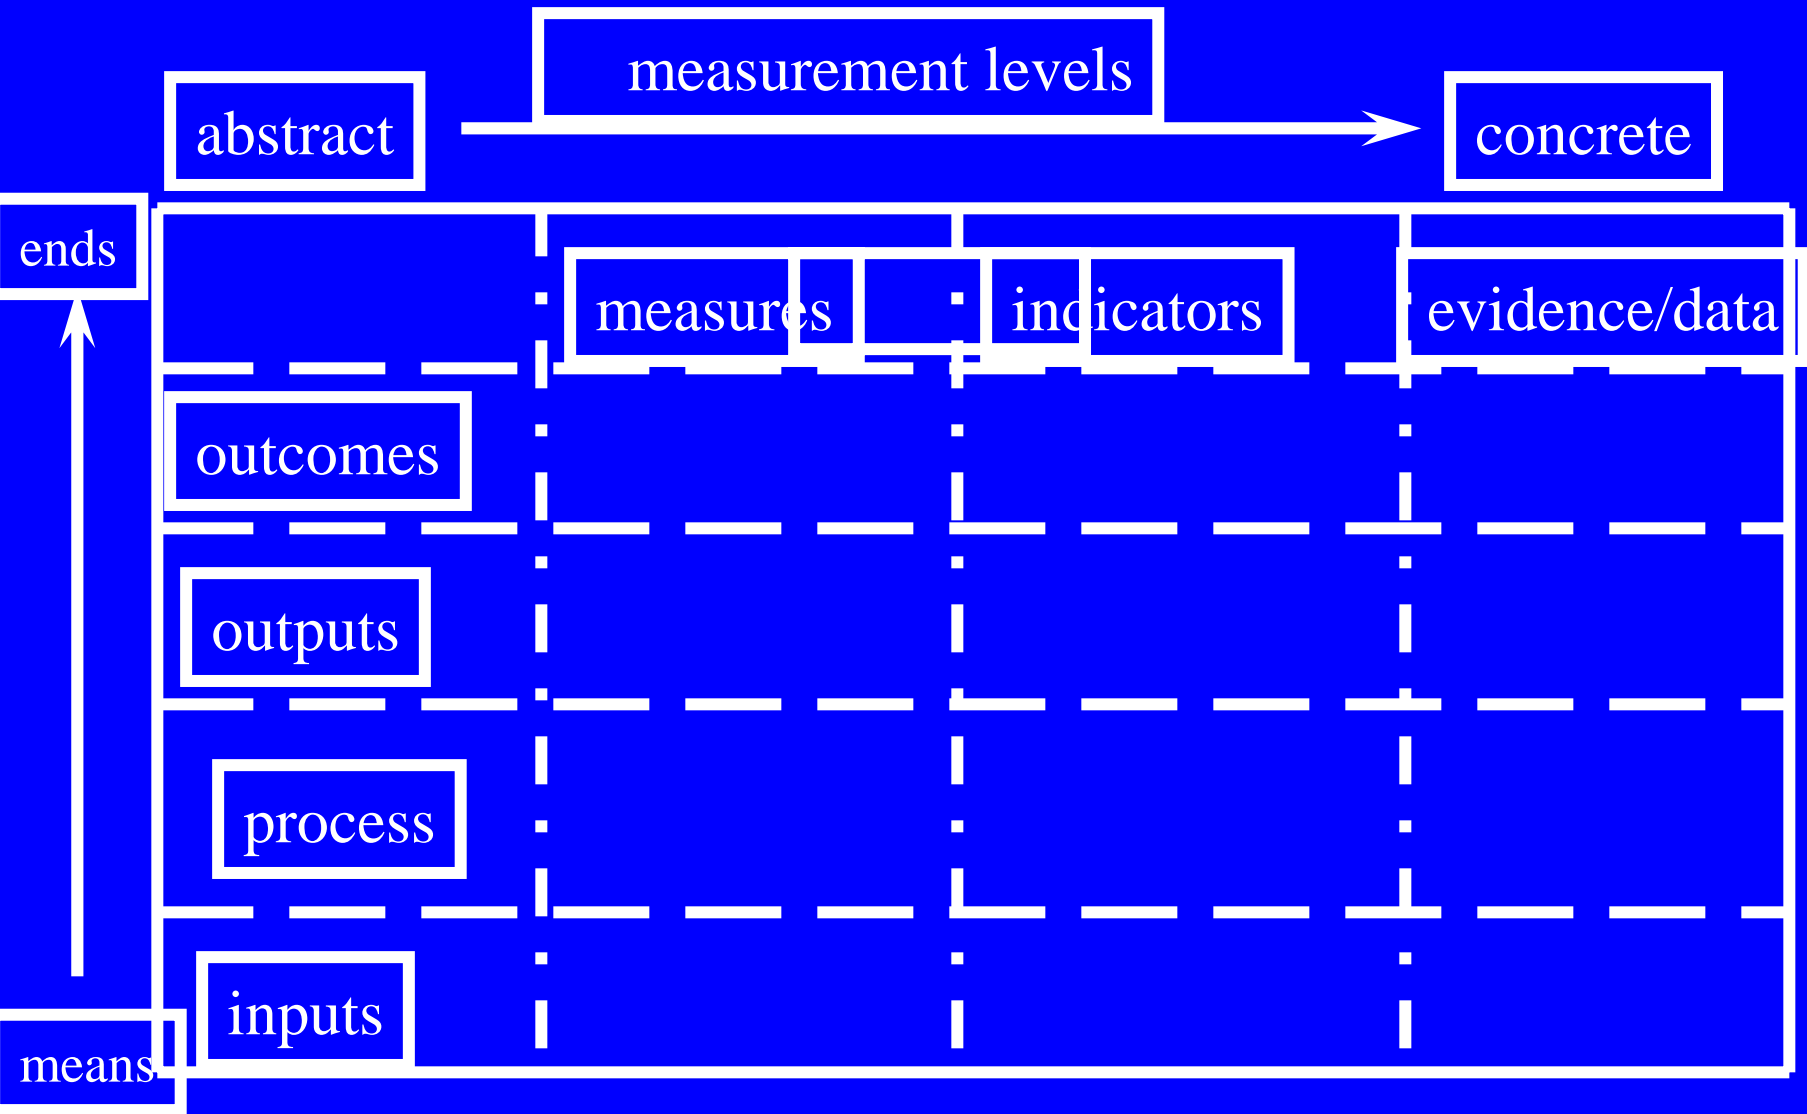 measurement levels
abstract
concrete
ends
measures
indicators
evidence/data
outcomes
outputs
process
inputs
means